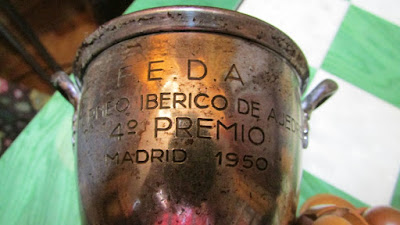 F.E.D.A.
IBERICO DE
4º PREMIO
MADRID 1950